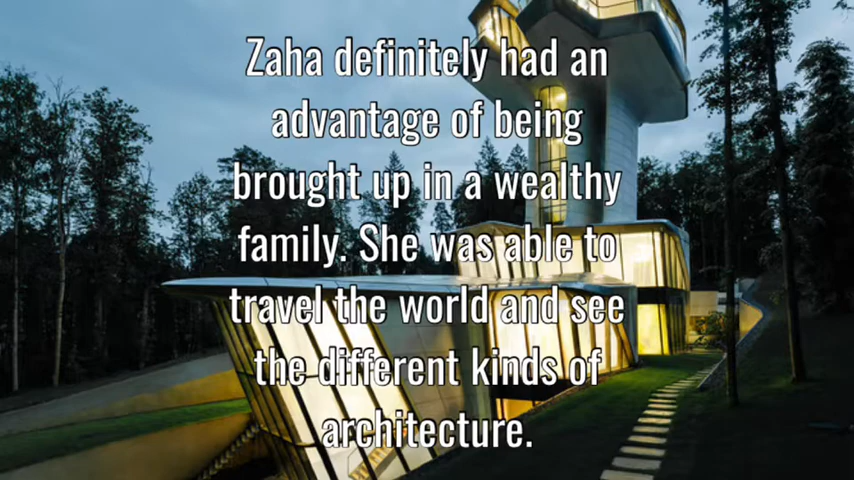 Zaha definitely had an
advantage of being
brought up in a wealthy
family. She was able to
travel the world and see
the different kinds of
architecture.